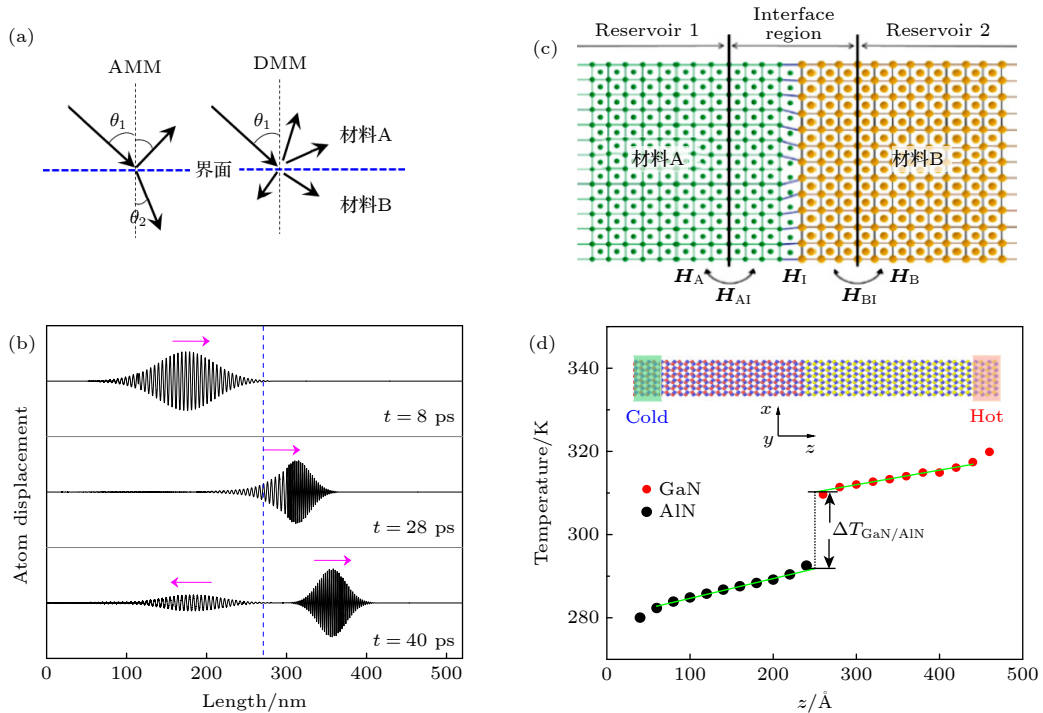 (a)
AMM
DMM
θ1
θ1
材料A
界面
材料B
θ2
(c)
Reservoir 1
Interface
region
Reservoir 2
材料A
材料B
HA
HI
HB
HAI
HBI
(b)
Atom displacement
t = 8 ps
t = 28 ps
t = 40 ps
0
100
200
300
400
500
Length/nm
(d)
Temperature/K
340
320
300
280
Cold
Hot
x
y
z
GaN
AlN
ΔTGaN/AlN
0
100
200
300
400
500
z/Å